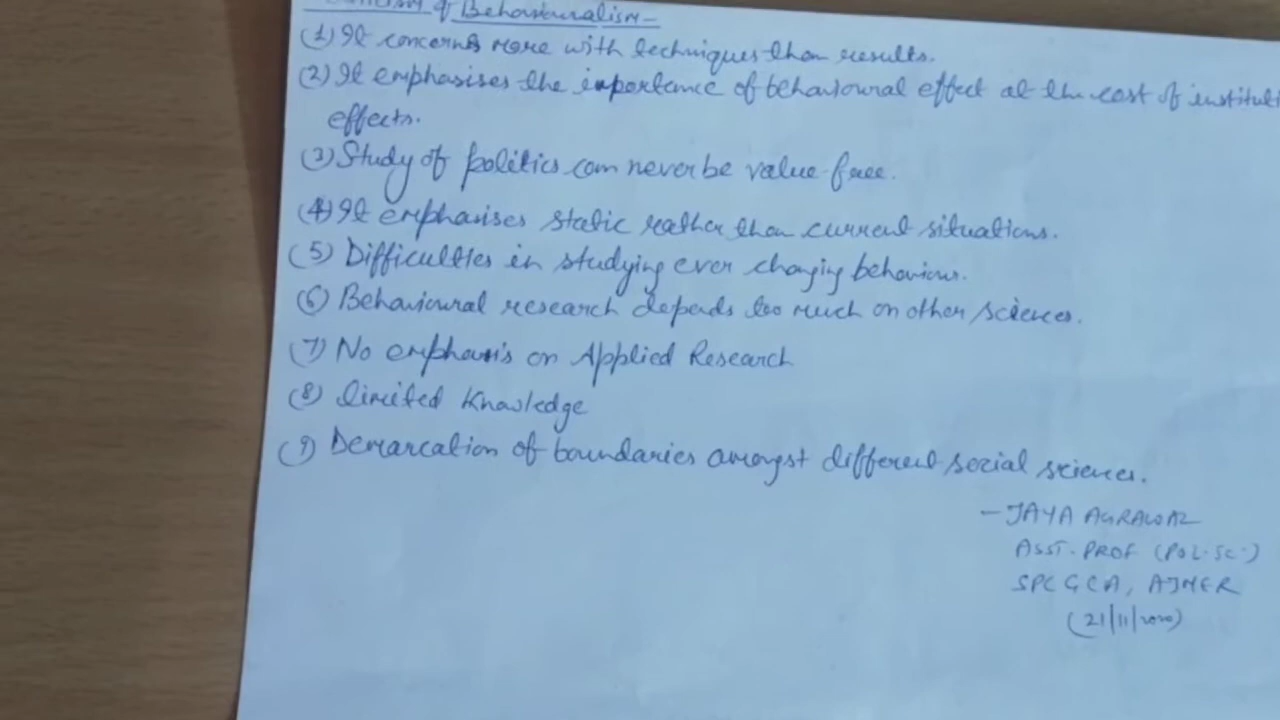 of Behaviouralism-
(1) It concerns more with techniques than results.
(2) It emphasises the importance of behavioural effect at the cost of
effects.
(3) Study of politics can never be value-free.
(4) It emphasises static rather than current situations.
(5) Difficulties in studying ever changing behaviour.
(6) Behavioural research depends too much on other sciences.
(7) No emphasis on Applied Research
(8) limited Knowledge
(9) Demarcation of boundaries amongst different social sciences.
- JAYA AGRAWAL
ASST. PROF (POL. SC.)
SPC GCA, AJMER
(21/11/2020)